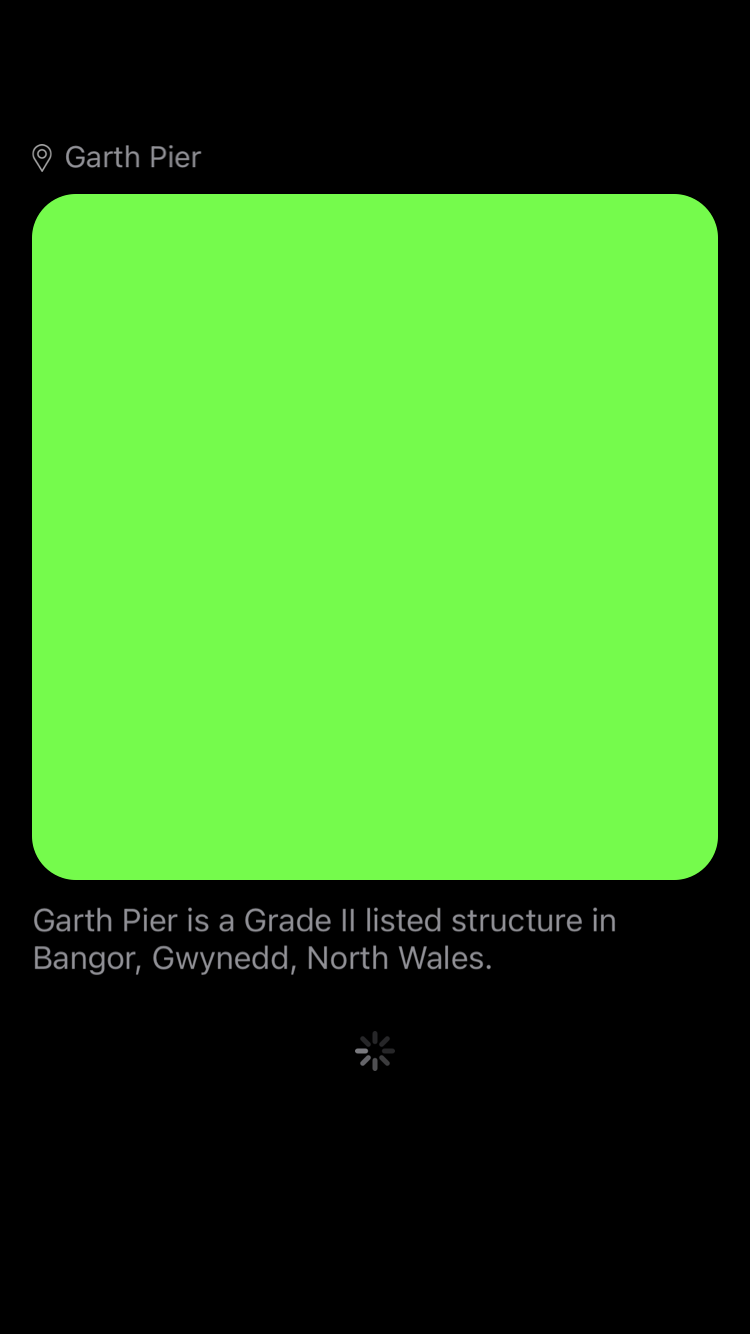 Garth Pier
Garth Pier is a Grade II listed structure in
Bangor, Gwynedd, North Wales.